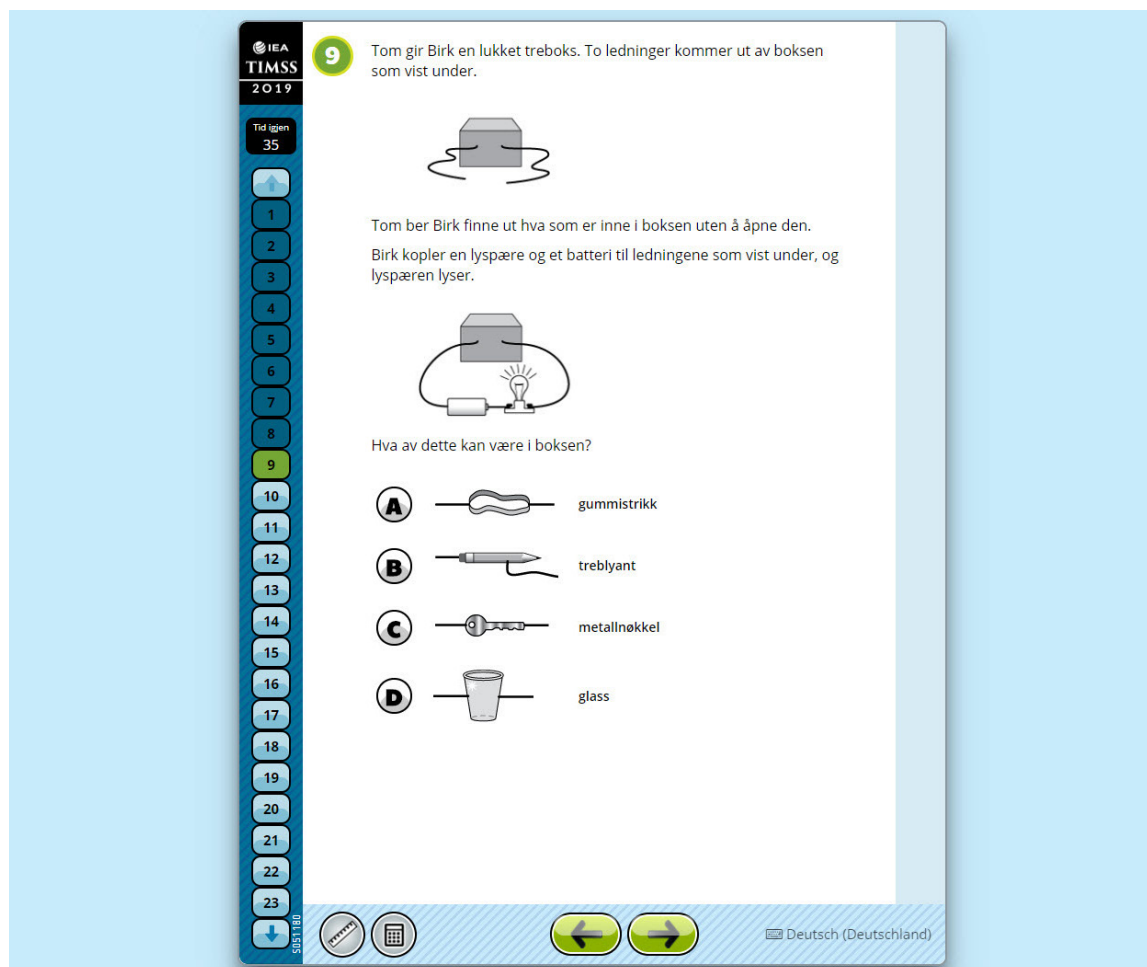 IEA
TIMSS
2019
Tid igjen
35
1
2
3
4
5
6
7
8
9
10
11
12
13
14
15
16
17
18
19
20
21
22
23
S051180
9
Tom gir Birk en lukket treboks. To ledninger kommer ut av boksen
som vist under.
Tom ber Birk finne ut hva som er inne i boksen uten å åpne den.
Birk kopler en lyspære og et batteri til ledningene som vist under, og
lyspæren lyser.
Hva av dette kan være i boksen?
A gummistrikk
B treblyant
C metallnøkkel
D glass
Deutsch (Deutschland)